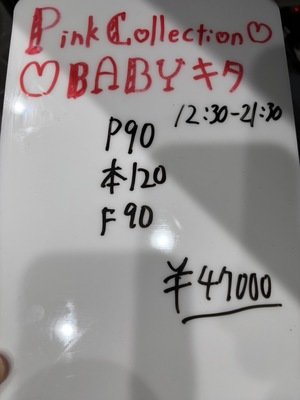 Pink Collection♡
♡BABYキタ
12:30-21:30
P90
本120
F90
¥47000